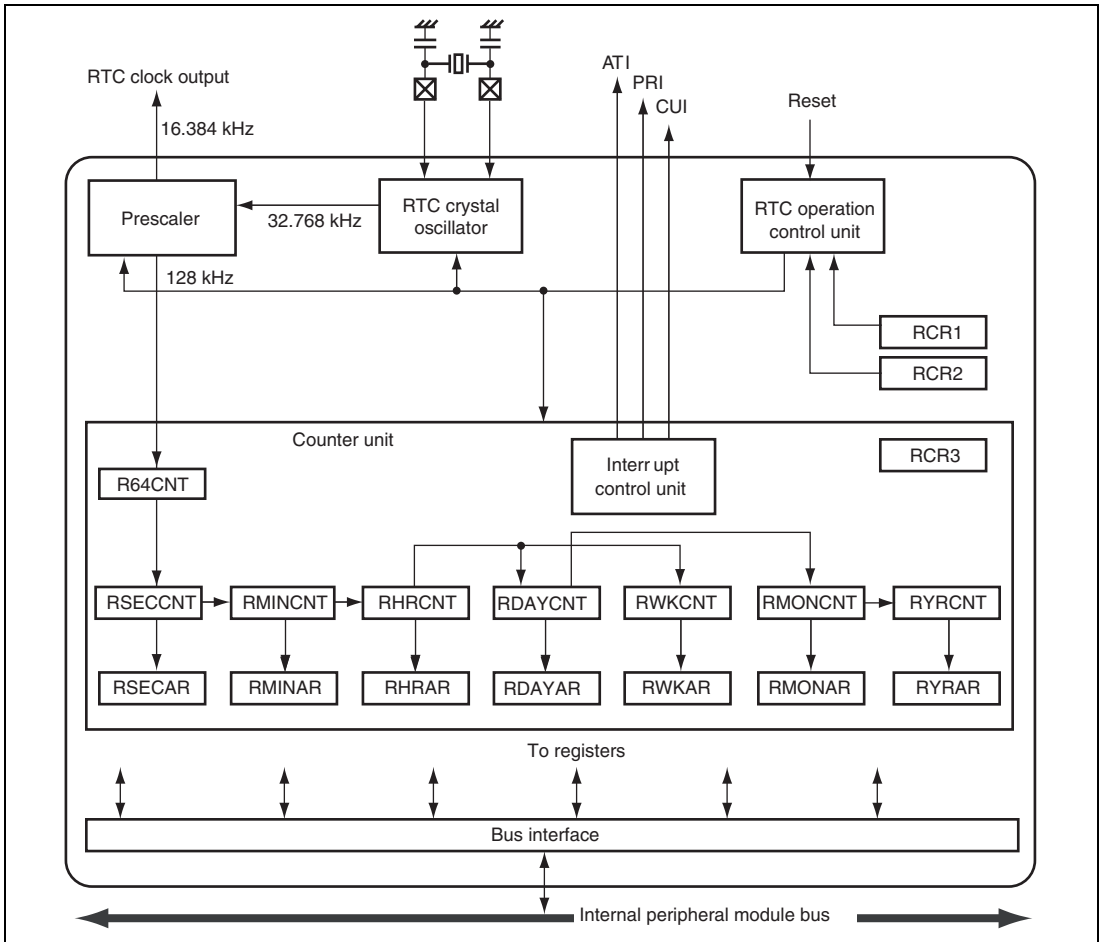 ATI
RTC clock output
PRI
CUI
Reset
16.384 kHz
Prescaler
32.768 kHz
RTC crystal
oscillator
RTC operation
control unit
128 kHz
RCR1
RCR2
Counter unit
RCR3
Interr upt
control unit
R64CNT
RSECCNT
RMINCNT
RHRCNT
RDAYCNT
RWKCNT
RMONCNT
RYRCNT
RSECAR
RMINAR
RHRAR
RDAYAR
RWKAR
RMONAR
RYRAR
To registers
Bus interface
Internal peripheral module bus